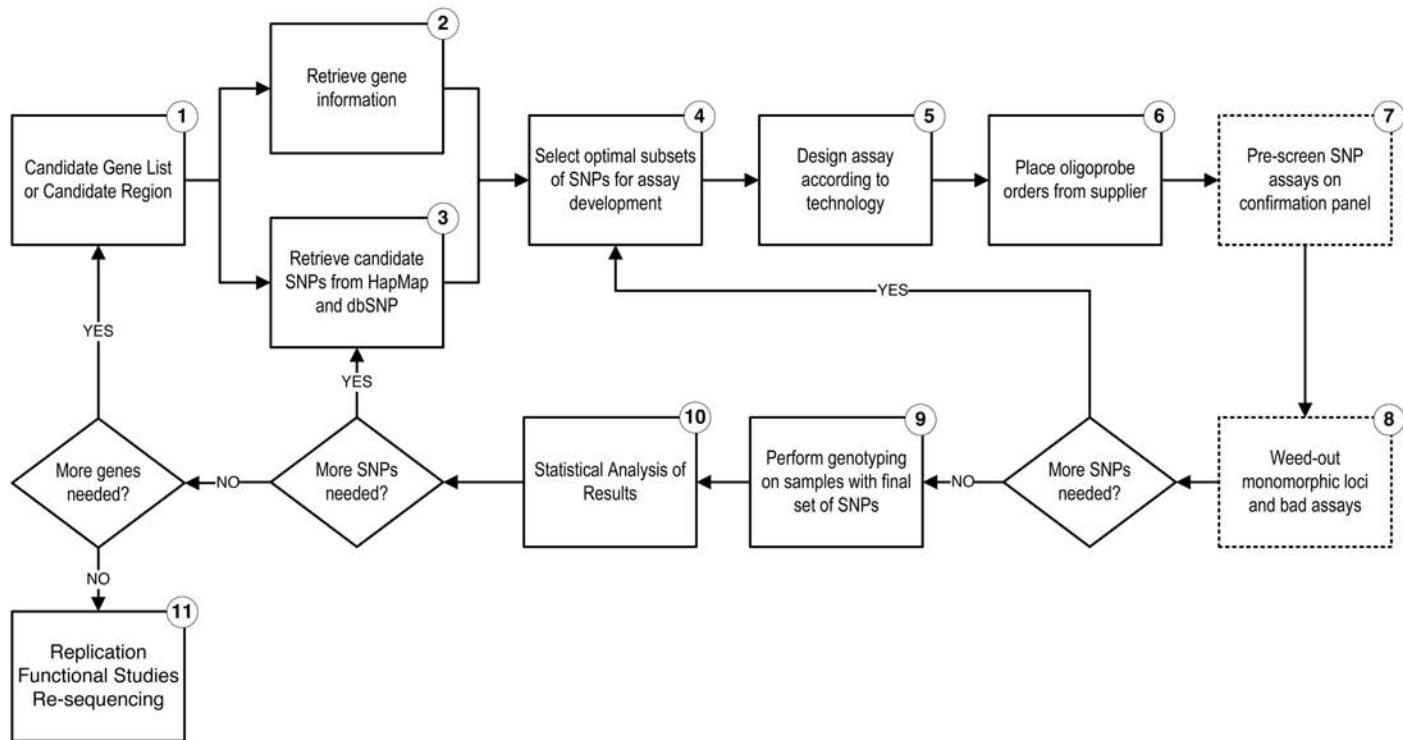 1
Candidate Gene List
or Candidate Region
2
Retrieve gene
information
3
Retrieve candidate
SNPs from HapMap
and dbSNP
4
Select optimal subsets
of SNPs for assay
development
5
Design assay
according to
technology
6
Place oligoprobe
orders from supplier
7
Pre-screen SNP
assays on
confirmation panel
8
Weed-out
monomorphic loci
and bad assays
More SNPs
needed?
YES
NO
9
Perform genotyping
on samples with final
set of SNPs
10
Statistical Analysis of
Results
More SNPs
needed?
YES
NO
More genes
needed?
YES
NO
11
Replication
Functional Studies
Re-sequencing